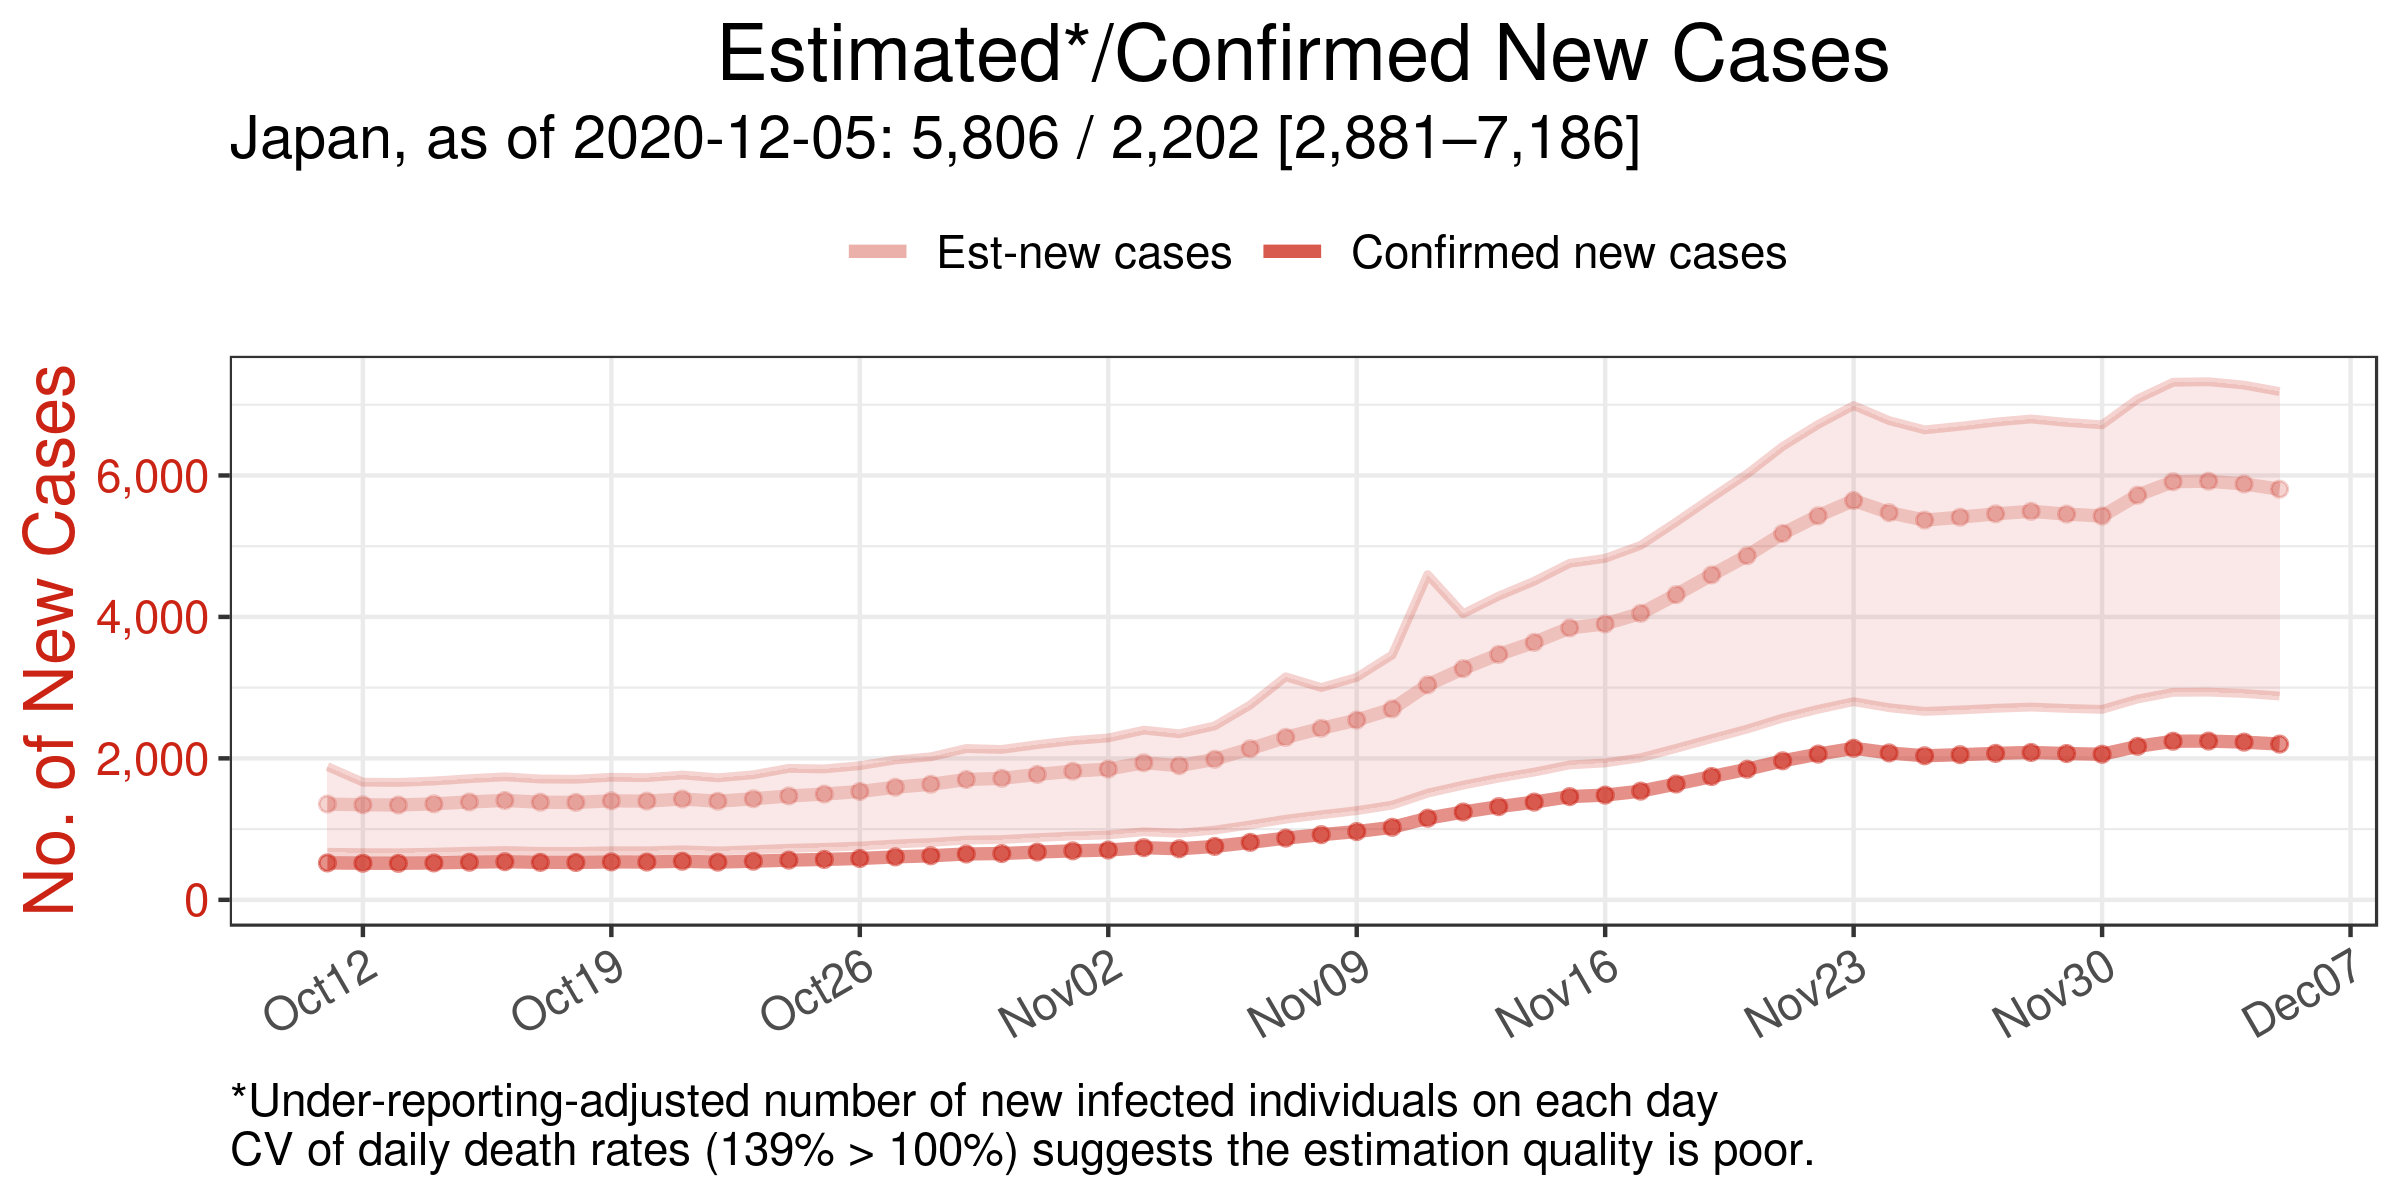 Estimated*/Confirmed New Cases
Japan, as of 2020-12-05: 5,806 / 2,202 [2,881–7,186]
Est-new cases
Confirmed new cases
No. of New Cases
6,000
4,000
2,000
0
Oct12
Oct19
Oct26
Nov02
Nov09
Nov16
Nov23
Nov30
Dec07
*Under-reporting-adjusted number of new infected individuals on each day
CV of daily death rates (139% > 100%) suggests the estimation quality is poor.